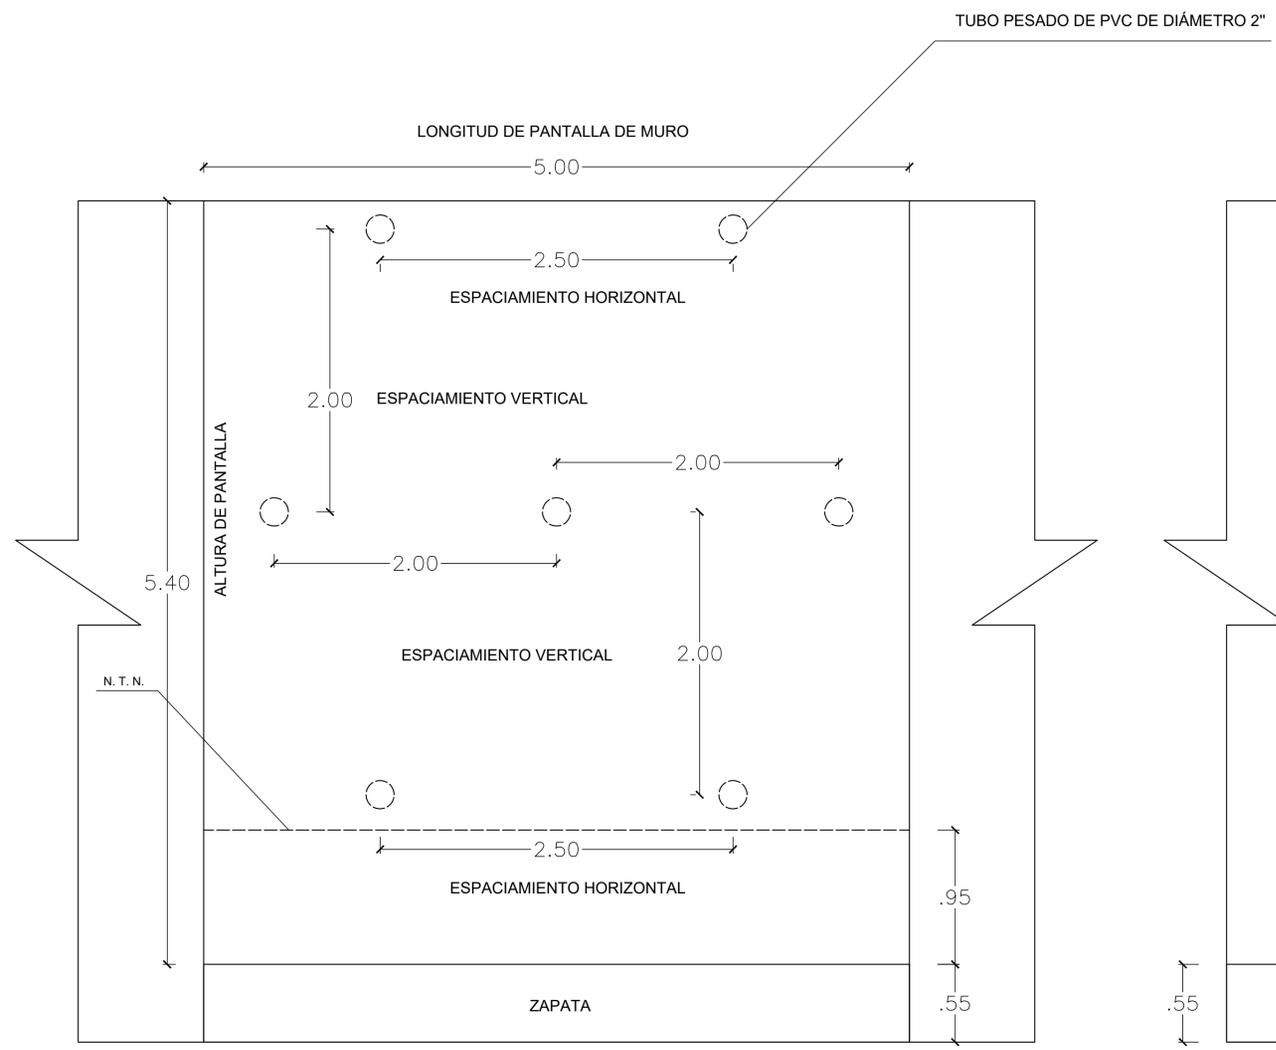 TUBO PESADO DE PVC DE DIÁMETRO 2"
LONGITUD DE PANTALLA DE MURO
5.00
2.50
ESPACIAMIENTO HORIZONTAL
2.00
ESPACIAMIENTO VERTICAL
ALTURA DE PANTALLA
2.00
2.00
5.40
ESPACIAMIENTO VERTICAL
2.00
N. T. N.
2.50
ESPACIAMIENTO HORIZONTAL
.95
ZAPATA
.55
.55